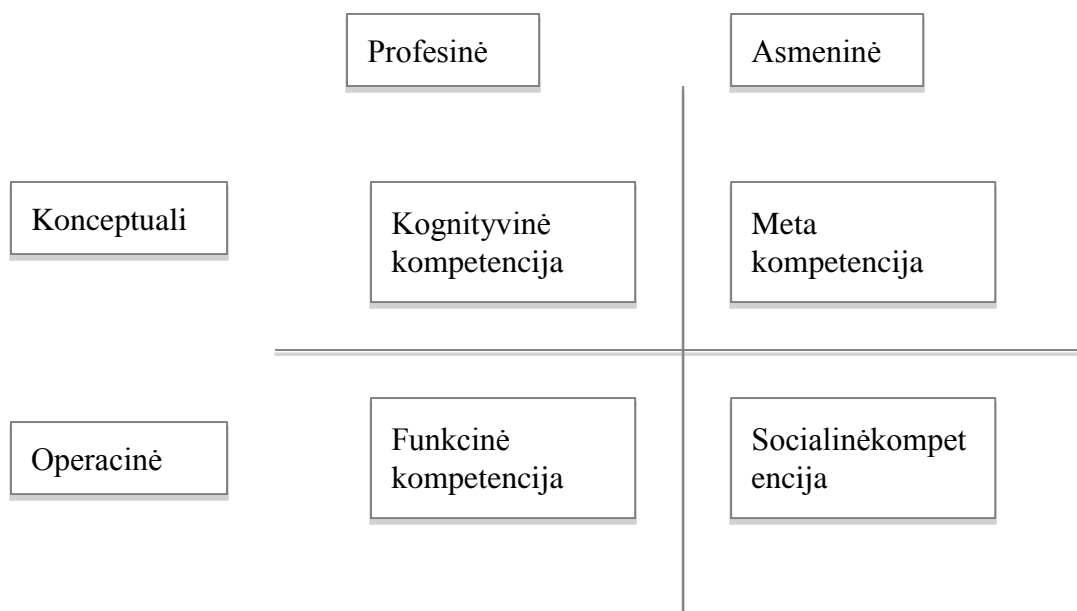 Profesinė
Asmeninė
Konceptuali
Kognityvinė
kompetencija
Meta
kompetencija
Operacinė
Funkcinė
kompetencija
Socialinėkompet
encija